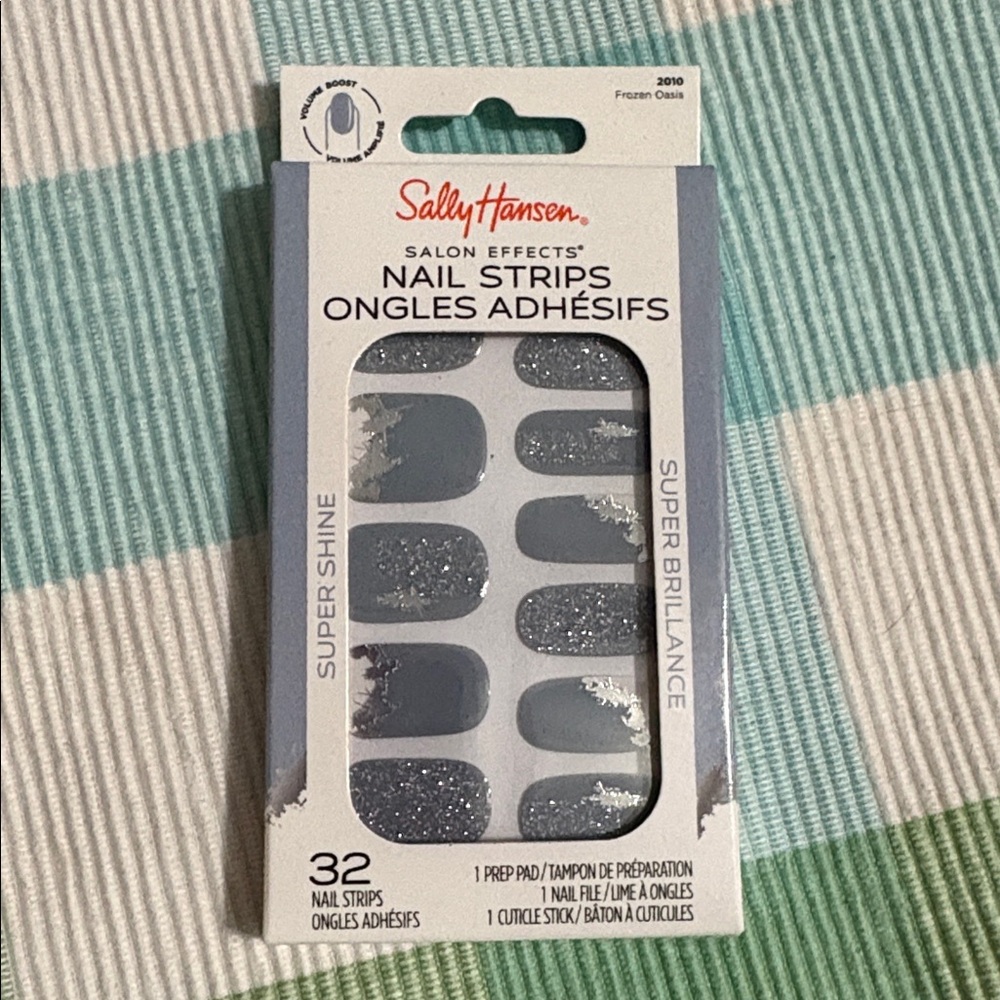 VOLUME BOOST
VOLUME AMPLIFIÉ
2010
Frozen Oasis
Sally Hansen®
SALON EFFECTS®
NAIL STRIPS
ONGLES ADHÉSIFS
SUPER SHINE
SUPER BRILLANCE
32
NAIL STRIPS
ONGLES ADHÉSIFS
1 PREP PAD/TAMPON DE PRÉPARATION
1 NAIL FILE/LIME À ONGLES
1 CUTICLE STICK/BÂTON À CUTICULES